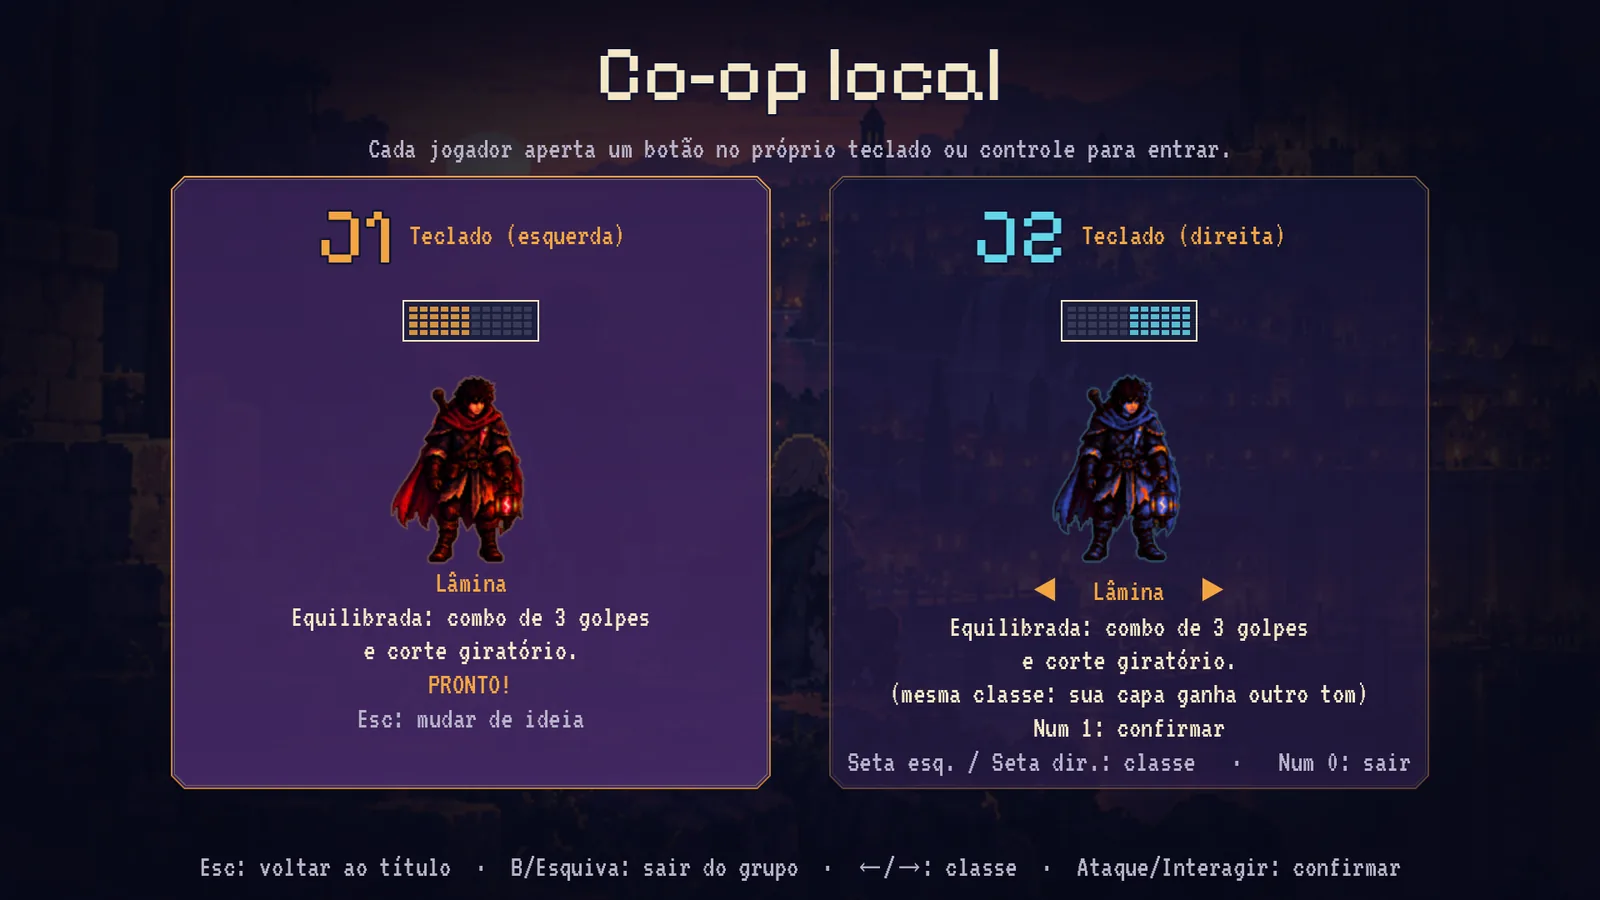 Co-op local
Cada jogador aperta um botão no próprio teclado ou controle para entrar.
J1 Teclado (esquerda)
Lâmina
Equilibrada: combo de 3 golpes
e corte giratório.
PRONTO!
Esc: mudar de ideia
J2 Teclado (direita)
◀ Lâmina ▶
Equilibrada: combo de 3 golpes
e corte giratório.
(mesma classe: sua capa ganha outro tom)
Num 1: confirmar
Seta esq. / Seta dir.: classe · Num 0: sair
Esc: voltar ao título · B/Esquiva: sair do grupo · ←/→: classe · Ataque/Interagir: confirmar